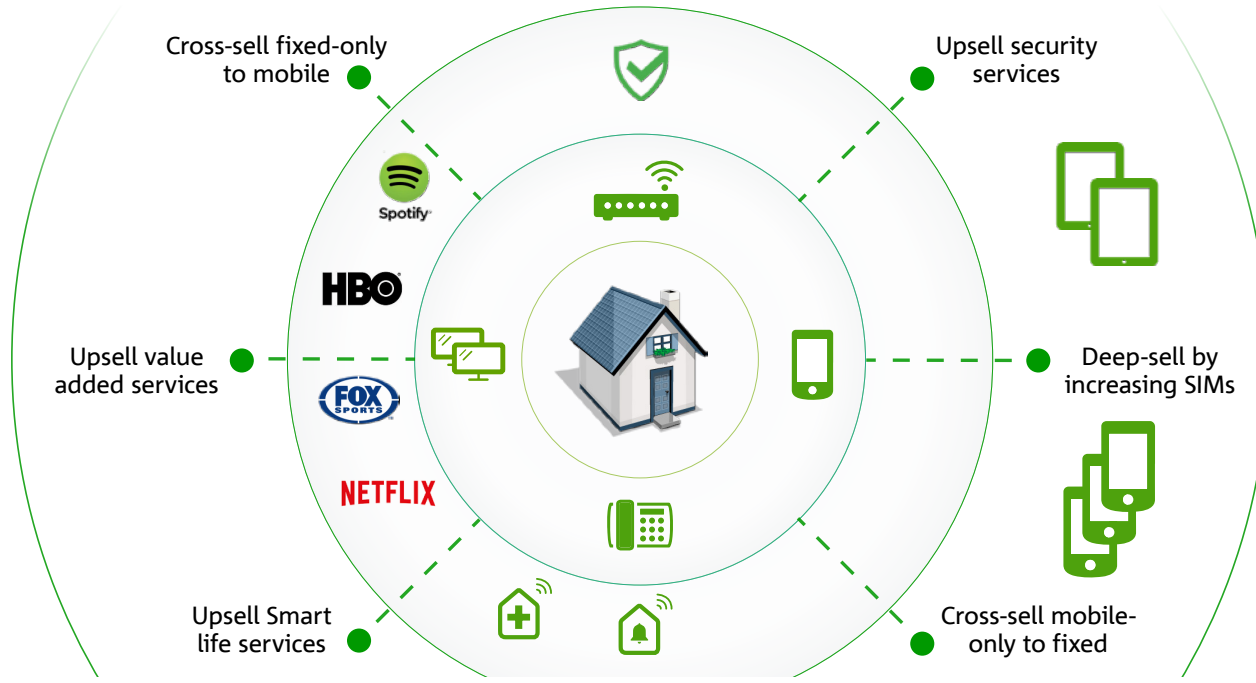 Cross-sell fixed-only
to mobile
Upsell security
services
Spotify
HBO
Upsell value
added services
Deep-sell by
increasing SIMs
FOX
SPORTS
NETFLIX
Upsell Smart
life services
Cross-sell mobile-
only to fixed